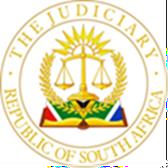 THE JUDICIARY
REPUBLIC OF SOUTH AFRICA